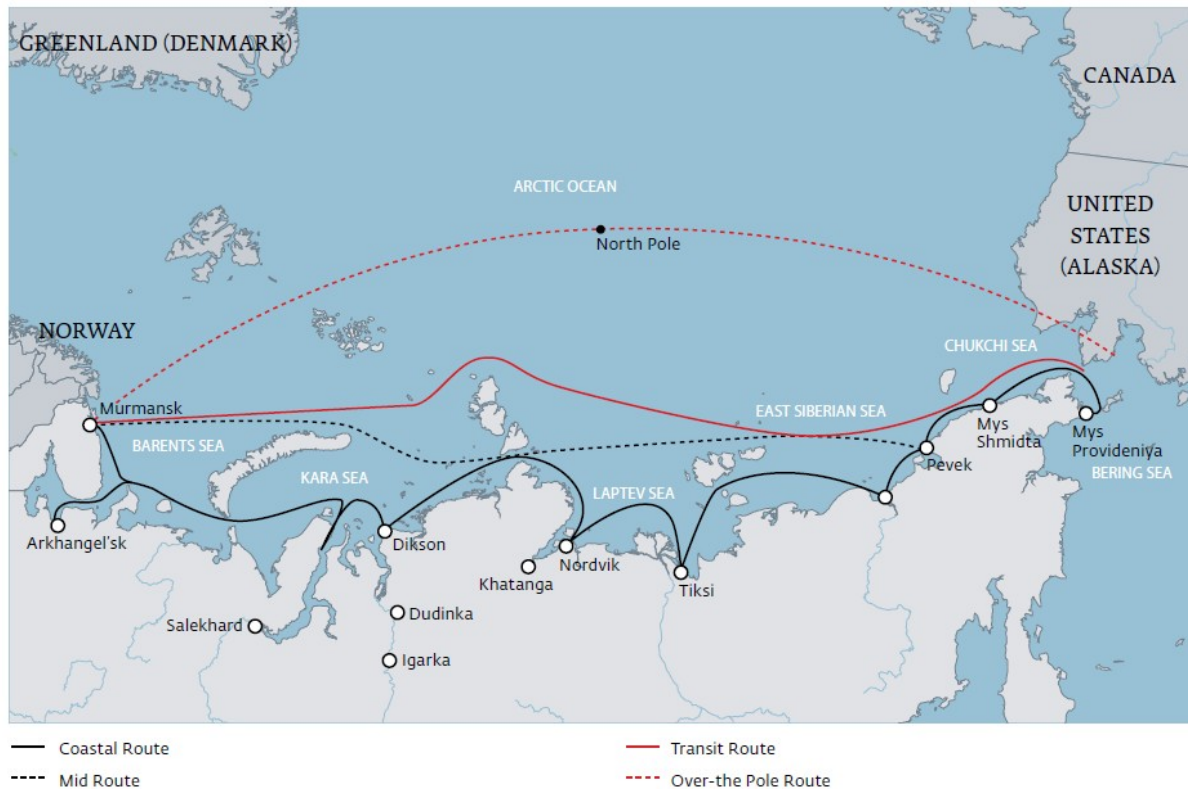 GREENLAND (DENMARK)
CANADA
ARCTIC OCEAN
UNITED
STATES
(ALASKA)
North Pole
NORWAY
CHUKCHI SEA
Murmansk
EAST SIBERIAN SEA
BARENTS SEA
Mys
Shmidta
Mys
Provideniya
Pevek
BERING SEA
KARA SEA
LAPTEV SEA
Arkhangel'sk
Dikson
Nordvik
Khatanga
Tiksi
Dudinka
Salekhard
Igarka
Coastal Route
Transit Route
Mid Route
Over-the Pole Route